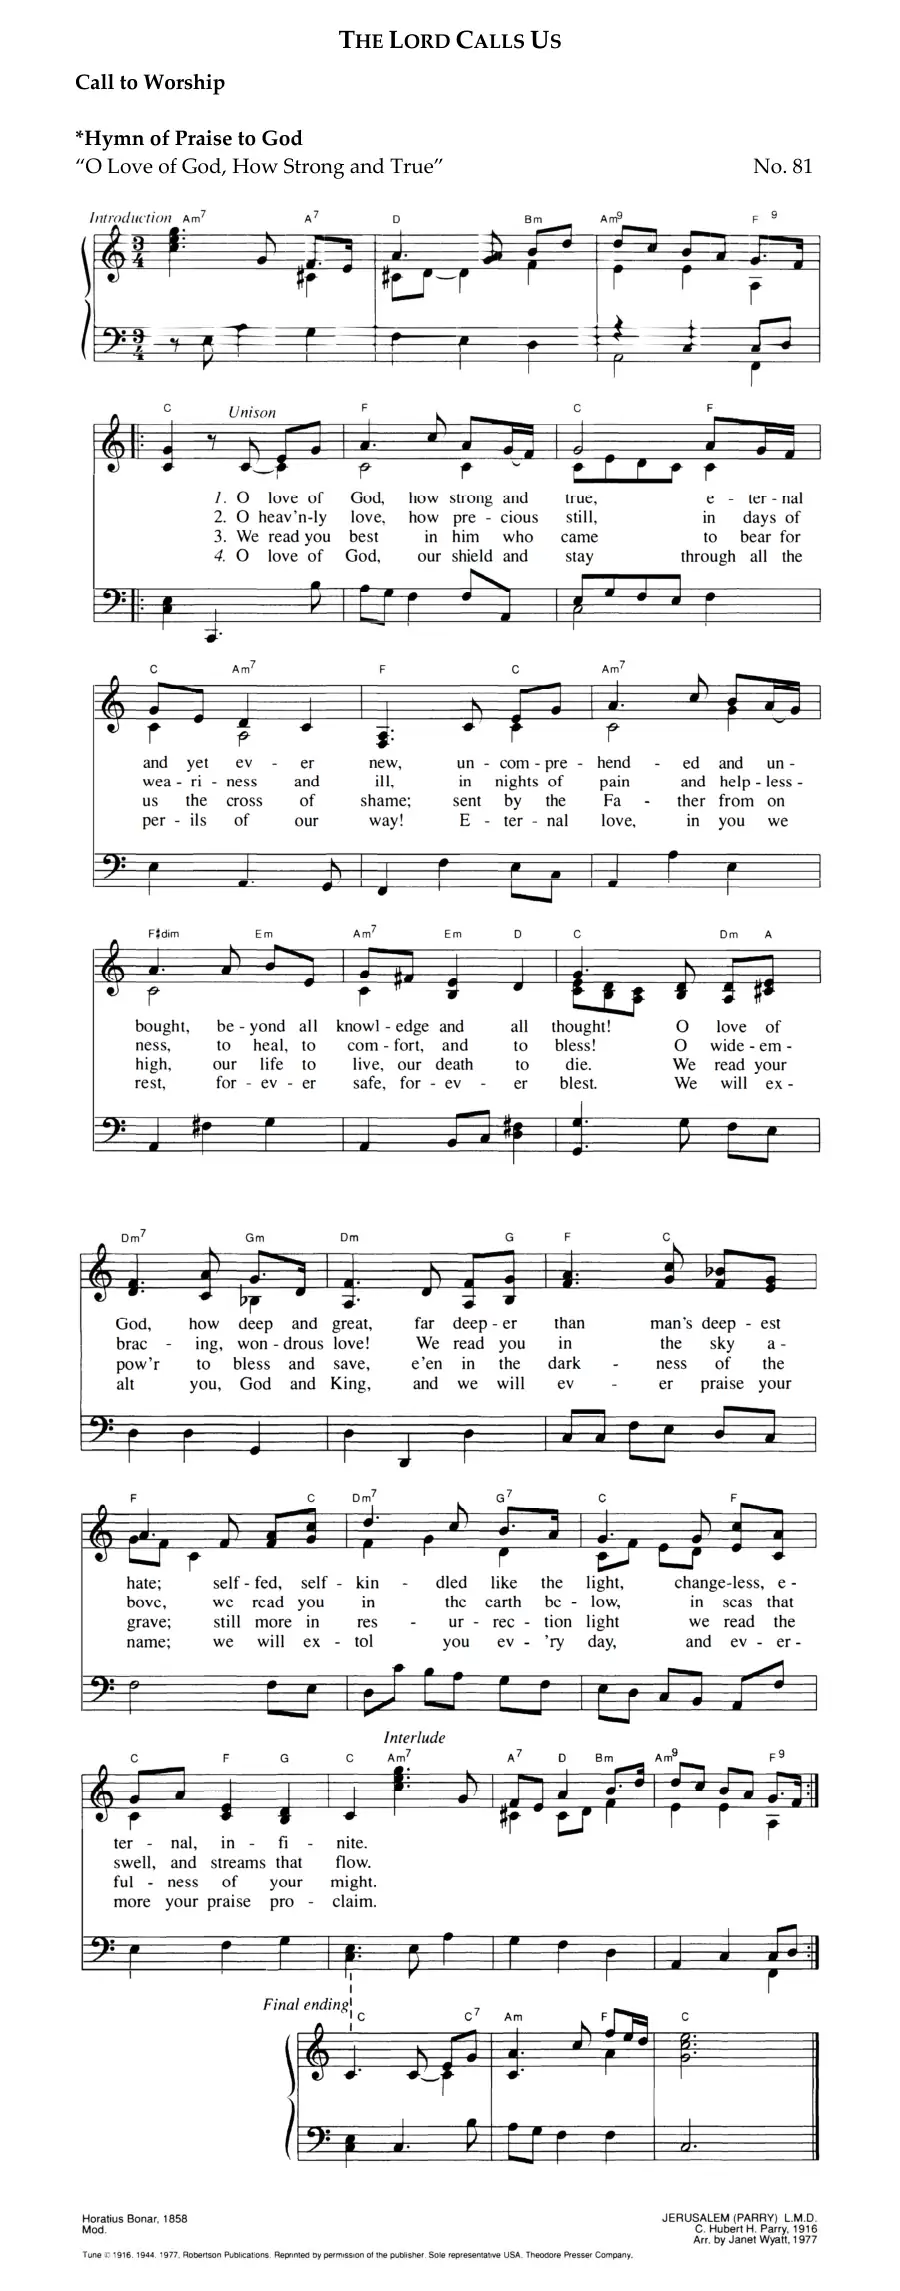 THE LORD CALLS US
Call to Worship
*Hymn of Praise to God
“O Love of God, How Strong and True” No. 81
Introduction Am7 A7 D Bm Am9 F 9
C Unison F C F
1. O love of God, how strong and true, e - ter - nal
2. O heav'n-ly love, how pre - cious still, in days of
3. We read you best in him who came to bear for
4. O love of God, our shield and stay through all the
C Am7 F C Am7
and yet ev - er new, un - com - pre - hend - ed and un -
wea - ri - ness and ill, in nights of pain and help - less -
us the cross of shame; sent by the Fa - ther from on
per - ils of our way! E - ter - nal love, in you we
F♯dim Em Am7 Em D C Dm A
bought, be - yond all knowl - edge and all thought! O love of
ness, to heal, to com - fort, and to bless! O wide - em -
high, our life to live, our death to die. We read your
rest, for - ev - er safe, for - ev - er blest. We will ex -
Dm7 Gm Dm G F C
God, how deep and great, far deep - er than man's deep - est
brac - ing, won - drous love! We read you in the sky a -
pow'r to bless and save, e'en in the dark - ness of the
alt you, God and King, and we will ev - er praise your
F C Dm7 G7 C F
hate; self - fed, self - kin - dled like the light, change-less, e -
bove, we read you in the earth be - low, in seas that
grave; still more in res - ur - rec - tion light we read the
name; we will ex - tol you ev - 'ry day, and ev - er -
Interlude
C F G C Am7 A7 D Bm Am9 F9
ter - nal, in - fi - nite.
swell, and streams that flow.
ful - ness of your might.
more your praise pro - claim.
Final ending
C C7 Am F C
Horatius Bonar, 1858
Mod.
JERUSALEM (PARRY) L.M.D.
C. Hubert H. Parry, 1916
Arr. by Janet Wyatt, 1977
Tune © 1916, 1944, 1977, Robertson Publications. Reprinted by permission of the publisher. Sole representative USA, Theodore Presser Company.